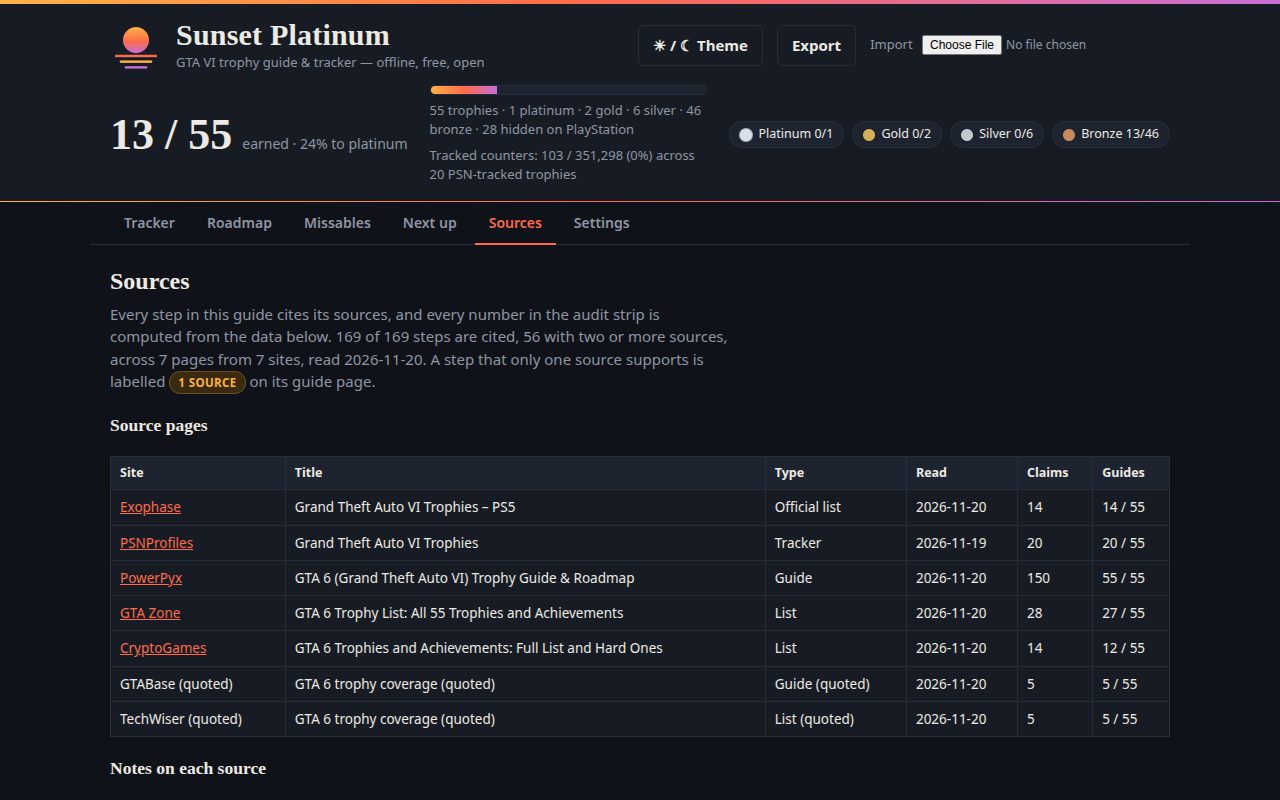 Sunset Platinum
GTA VI trophy guide & tracker — offline, free, open
☀ / ☾ Theme
Export
Import
Choose File
No file chosen
13 / 55 earned · 24% to platinum
55 trophies · 1 platinum · 2 gold · 6 silver · 46
bronze · 28 hidden on PlayStation
Tracked counters: 103 / 351,298 (0%) across
20 PSN-tracked trophies
Platinum 0/1
Gold 0/2
Silver 0/6
Bronze 13/46
Tracker
Roadmap
Missables
Next up
Sources
Settings
Sources
Every step in this guide cites its sources, and every number in the audit strip is
computed from the data below. 169 of 169 steps are cited, 56 with two or more sources,
across 7 pages from 7 sites, read 2026-11-20. A step that only one source supports is
labelled 1 SOURCE on its guide page.
Source pages
Site Title Type Read Claims Guides
Exophase Grand Theft Auto VI Trophies – PS5 Official list 2026-11-20 14 14 / 55
PSNProfiles Grand Theft Auto VI Trophies Tracker 2026-11-19 20 20 / 55
PowerPyx GTA 6 (Grand Theft Auto VI) Trophy Guide & Roadmap Guide 2026-11-20 150 55 / 55
GTA Zone GTA 6 Trophy List: All 55 Trophies and Achievements List 2026-11-20 28 27 / 55
CryptoGames GTA 6 Trophies and Achievements: Full List and Hard Ones List 2026-11-20 14 12 / 55
GTABase (quoted) GTA 6 trophy coverage (quoted) Guide (quoted) 2026-11-20 5 5 / 55
TechWiser (quoted) GTA 6 trophy coverage (quoted) List (quoted) 2026-11-20 5 5 / 55
Notes on each source